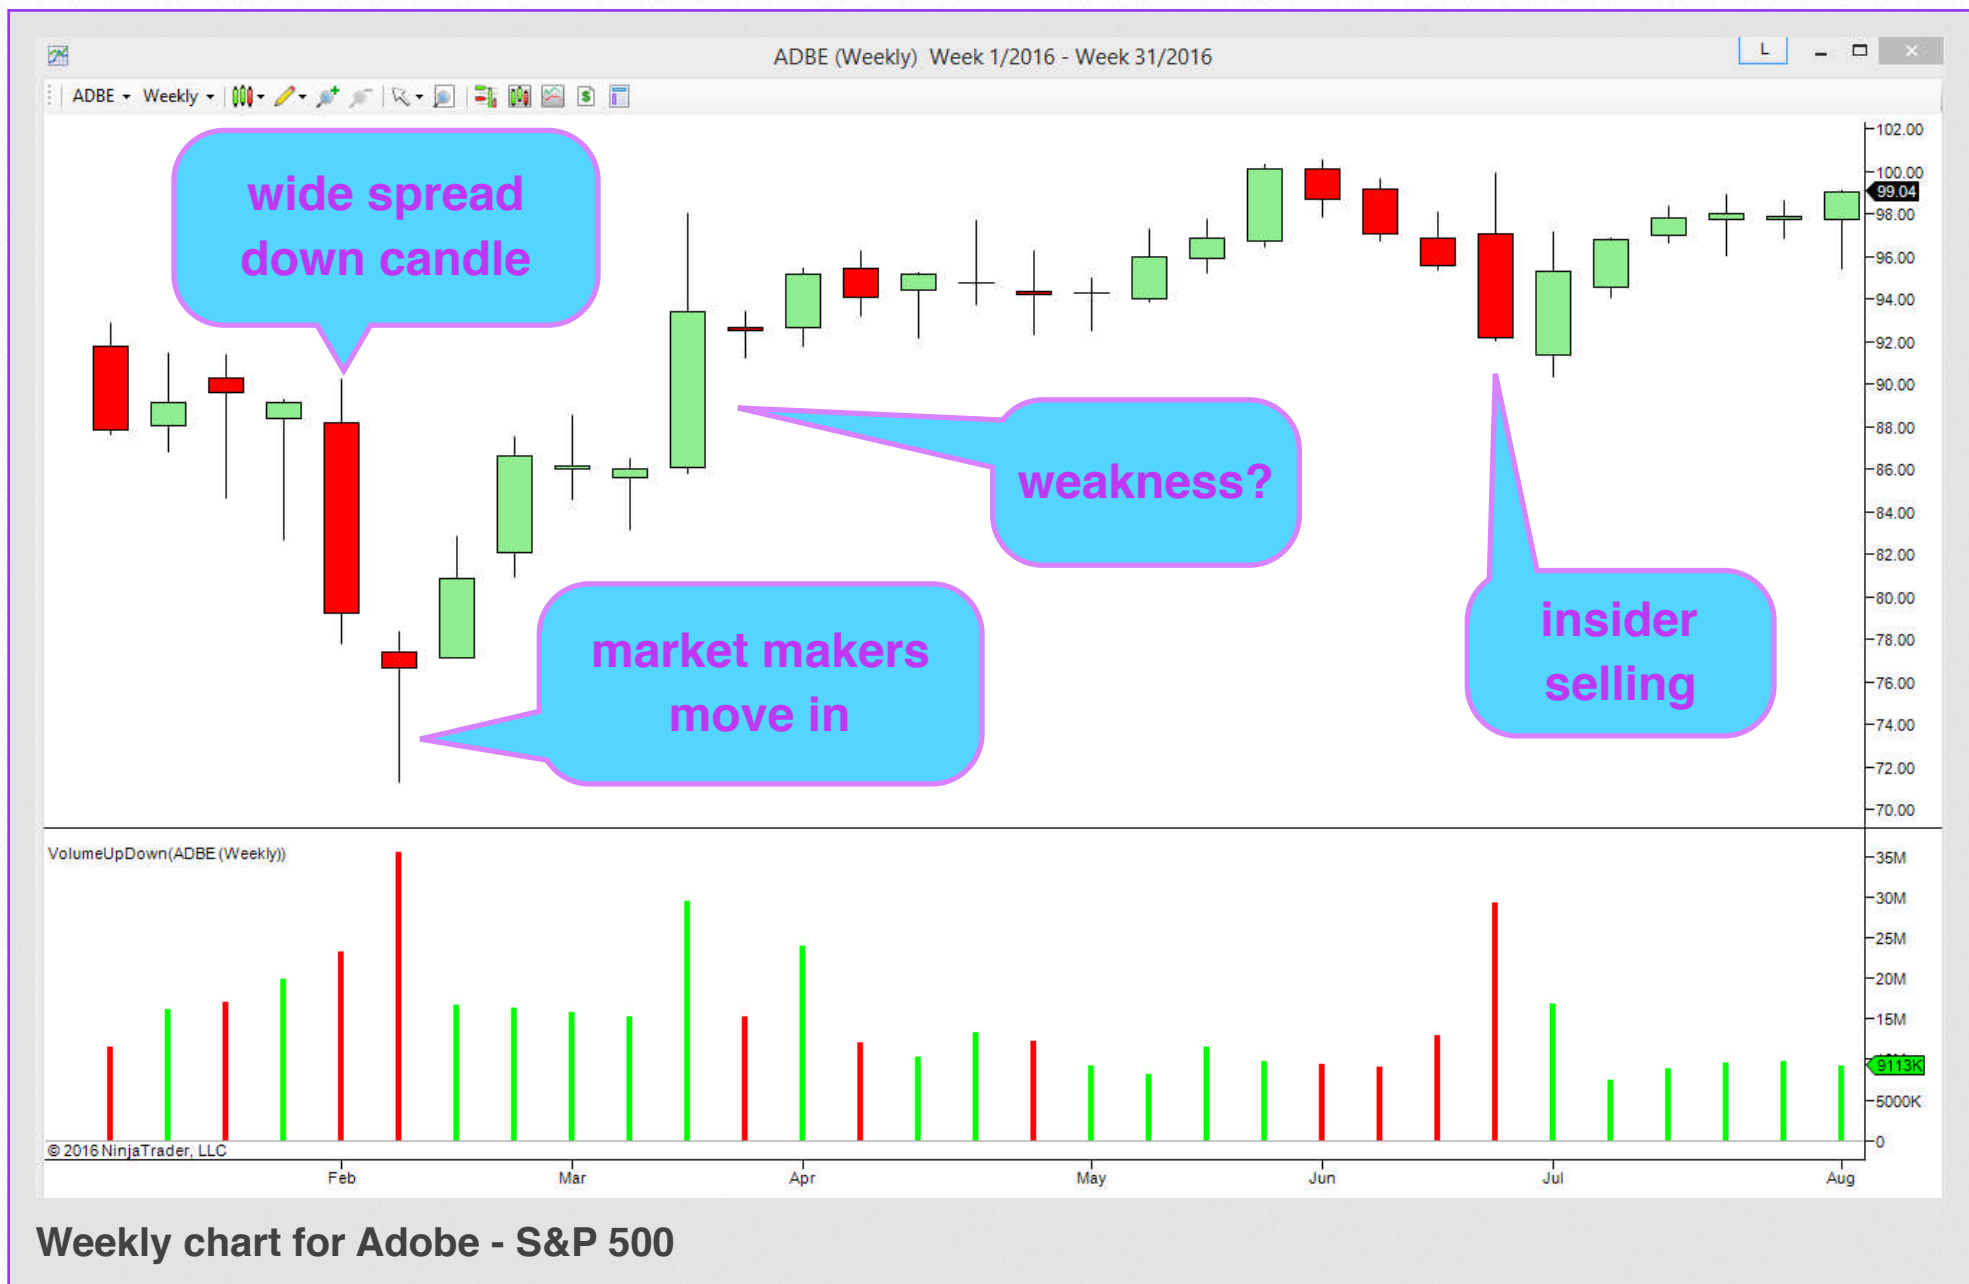 ADBE (Weekly) Week 1/2016 - Week 31/2016
L
ADBE Weekly
wide spread
down candle
weakness?
market makers
move in
insider
selling
102.00
100.00
99.04
98.00
96.00
94.00
92.00
90.00
88.00
86.00
84.00
82.00
80.00
78.00
76.00
74.00
72.00
70.00
VolumeUpDown(ADBE (Weekly))
35M
30M
25M
20M
15M
9113K
5000K
0
© 2016 NinjaTrader, LLC
Feb Mar Apr May Jun Jul Aug
Weekly chart for Adobe - S&P 500